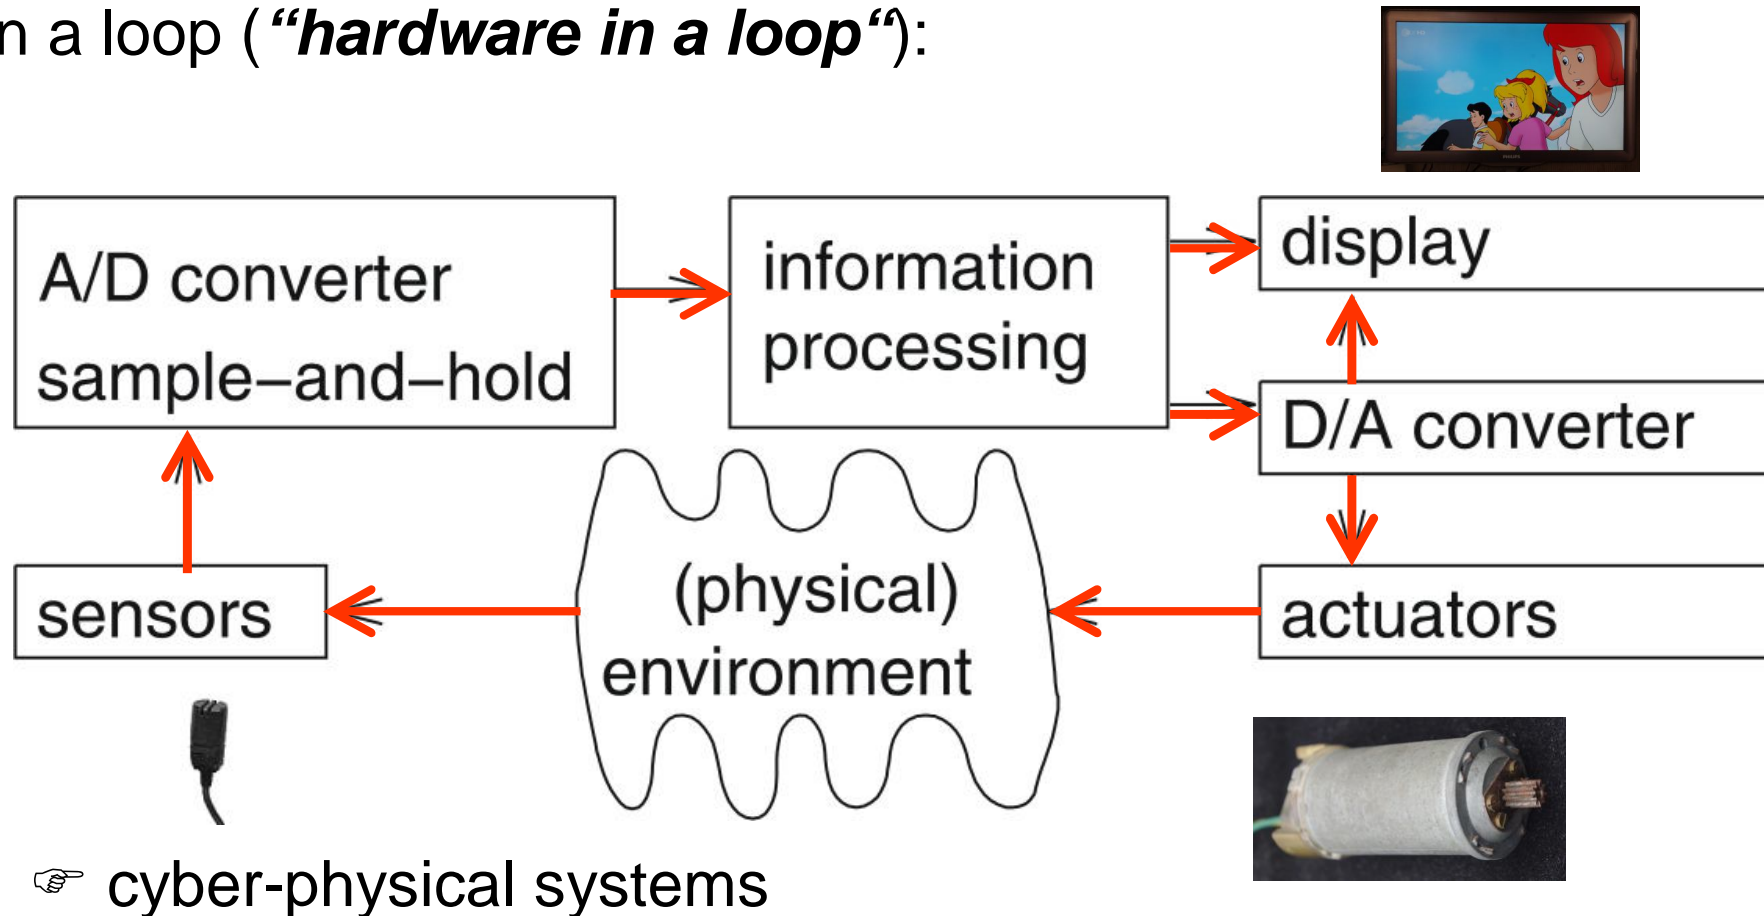 n a loop (“hardware in a loop“):
A/D converter
sample–and–hold
information
processing
display
D/A converter
sensors
(physical)
environment
actuators
PHILIPS
☞ cyber-physical systems